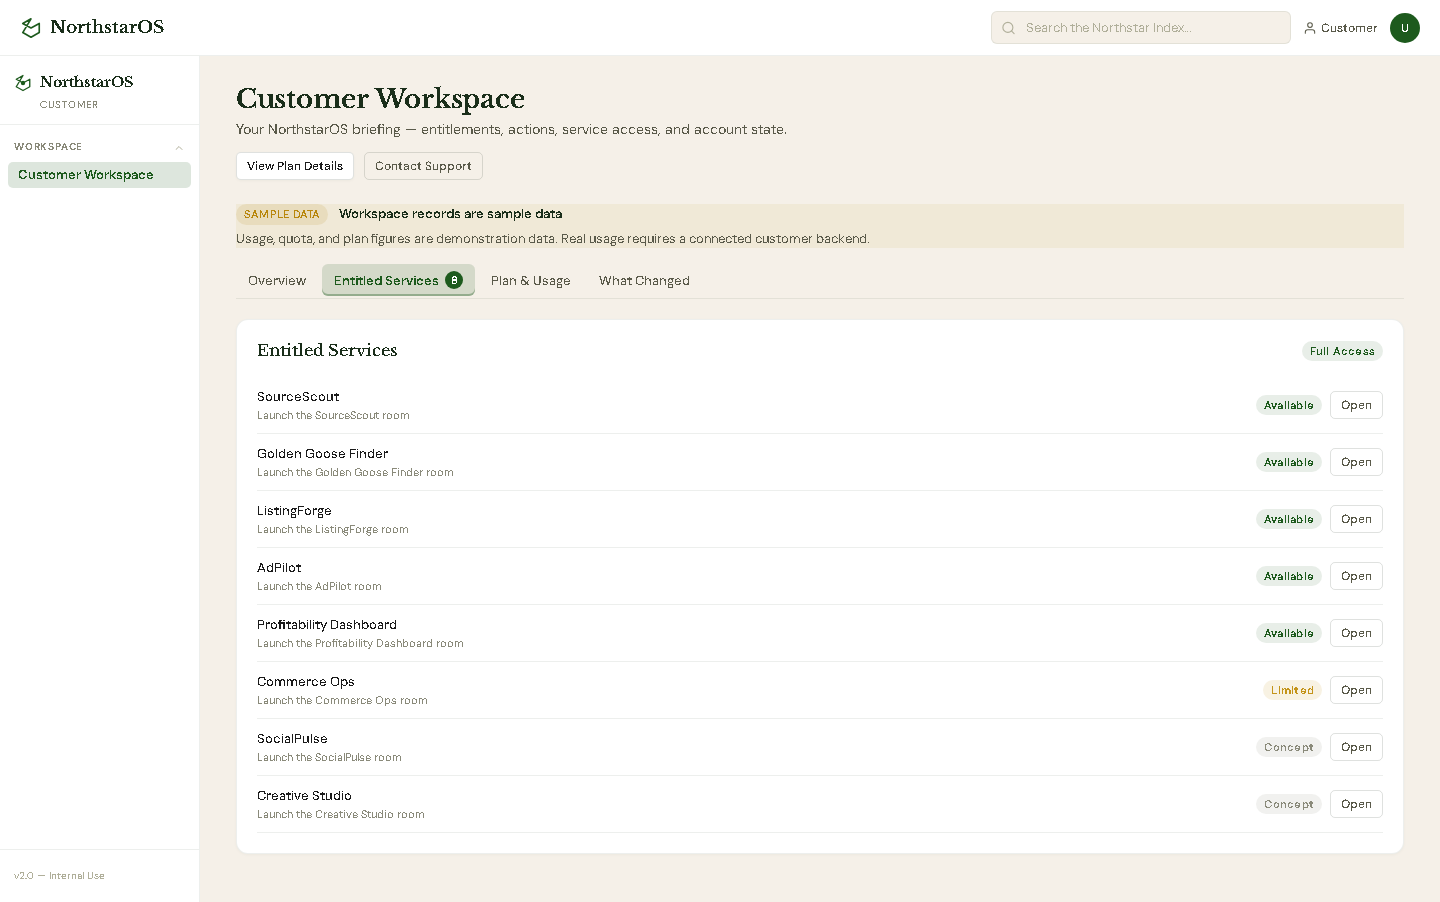 NorthstarOS
Search the Northstar Index...
Customer
U
NorthstarOS
CUSTOMER
WORKSPACE
Customer Workspace
Customer Workspace
Your NorthstarOS briefing — entitlements, actions, service access, and account state.
View Plan Details
Contact Support
SAMPLE DATA Workspace records are sample data
Usage, quota, and plan figures are demonstration data. Real usage requires a connected customer backend.
Overview
Entitled Services 8
Plan & Usage
What Changed
Entitled Services
Full Access
SourceScout
Launch the SourceScout room
Available
Open
Golden Goose Finder
Launch the Golden Goose Finder room
Available
Open
ListingForge
Launch the ListingForge room
Available
Open
AdPilot
Launch the AdPilot room
Available
Open
Profitability Dashboard
Launch the Profitability Dashboard room
Available
Open
Commerce Ops
Launch the Commerce Ops room
Limited
Open
SocialPulse
Launch the SocialPulse room
Concept
Open
Creative Studio
Launch the Creative Studio room
Concept
Open
v2.0 — Internal Use